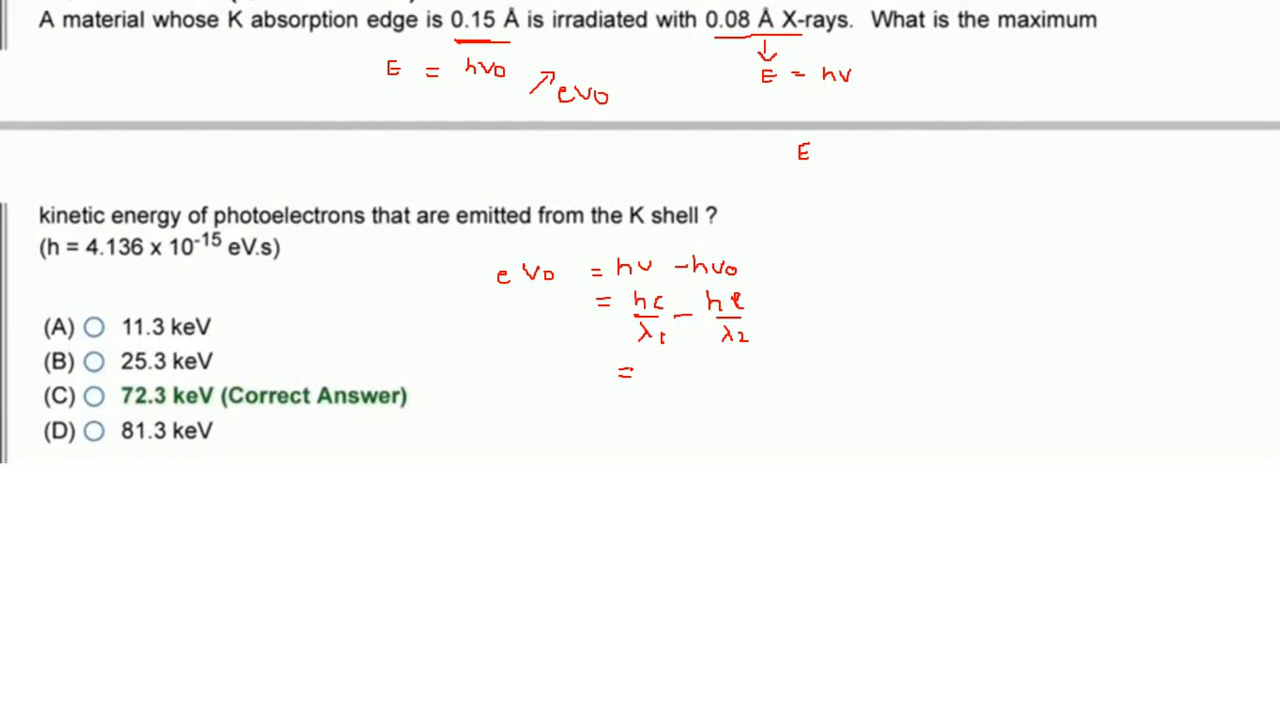 A material whose K absorption edge is 0.15 Å is irradiated with 0.08 Å X-rays. What is the maximum
E = hν0
eV0
E = hν
E
kinetic energy of photoelectrons that are emitted from the K shell ?
(h = 4.136 x 10-15 eV.s)
e V0 = hν - hν0
= hc/λ1 - hc/λ2
=
(A) 11.3 keV
(B) 25.3 keV
(C) 72.3 keV (Correct Answer)
(D) 81.3 keV